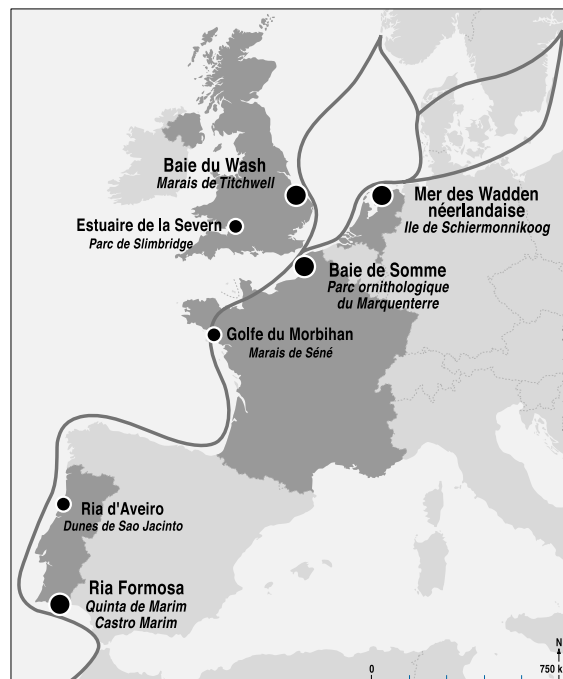 Baie du Wash
Marais de Titchwell
Mer des Wadden
néerlandaise
Ile de Schiermonnikoog
Estuaire de la Severn
Parc de Slimbridge
Baie de Somme
Parc ornithologique
du Marquenterre
Golfe du Morbihan
Marais de Séné
Ria d'Aveiro
Dunes de Sao Jacinto
Ria Formosa
Quinta de Marim
Castro Marim
N
0 750 k